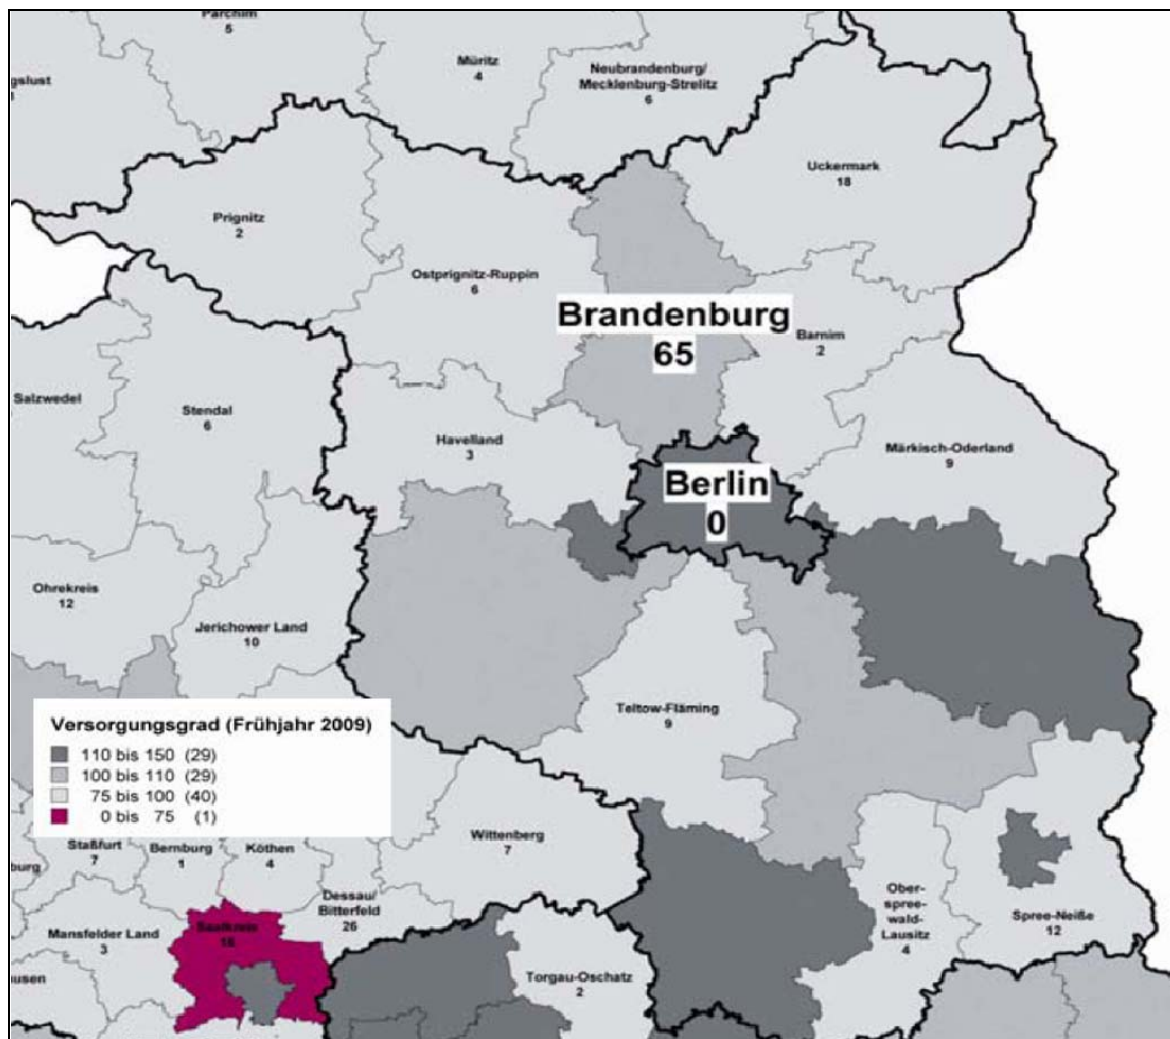 Parchim
5
Müritz
4
Neubrandenburg/
Mecklenburg-Strelitz
6
gslust
Uckermark
18
Prignitz
2
Ostprignitz-Ruppin
6
Brandenburg
65
Barnim
2
Salzwedel
Stendal
6
Havelland
3
Märkisch-Oderland
9
Berlin
0
Ohrekreis
12
Jerichower Land
10
Teltow-Fläming
9
Versorgungsgrad (Frühjahr 2009)
110 bis 150 (29)
100 bis 110 (29)
75 bis 100 (40)
0 bis 75 (1)
Wittenberg
7
Staßfurt
7
Bernburg
1
Köthen
4
burg
Dessau/
Bitterfeld
26
Ober-
spree-
wald-
Lausitz
4
Spree-Neiße
12
Mansfelder Land
3
Saalkreis
ausen
Torgau-Oschatz
2